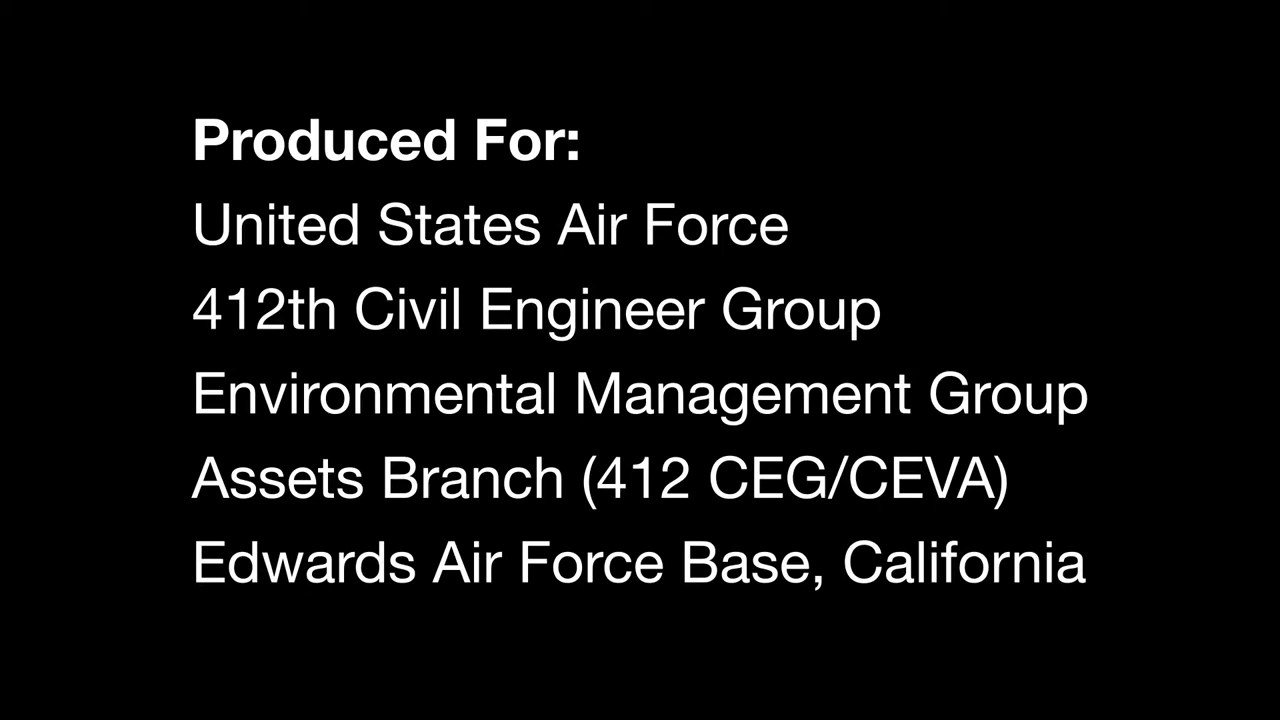 Produced For:
United States Air Force
412th Civil Engineer Group
Environmental Management Group
Assets Branch (412 CEG/CEVA)
Edwards Air Force Base, California